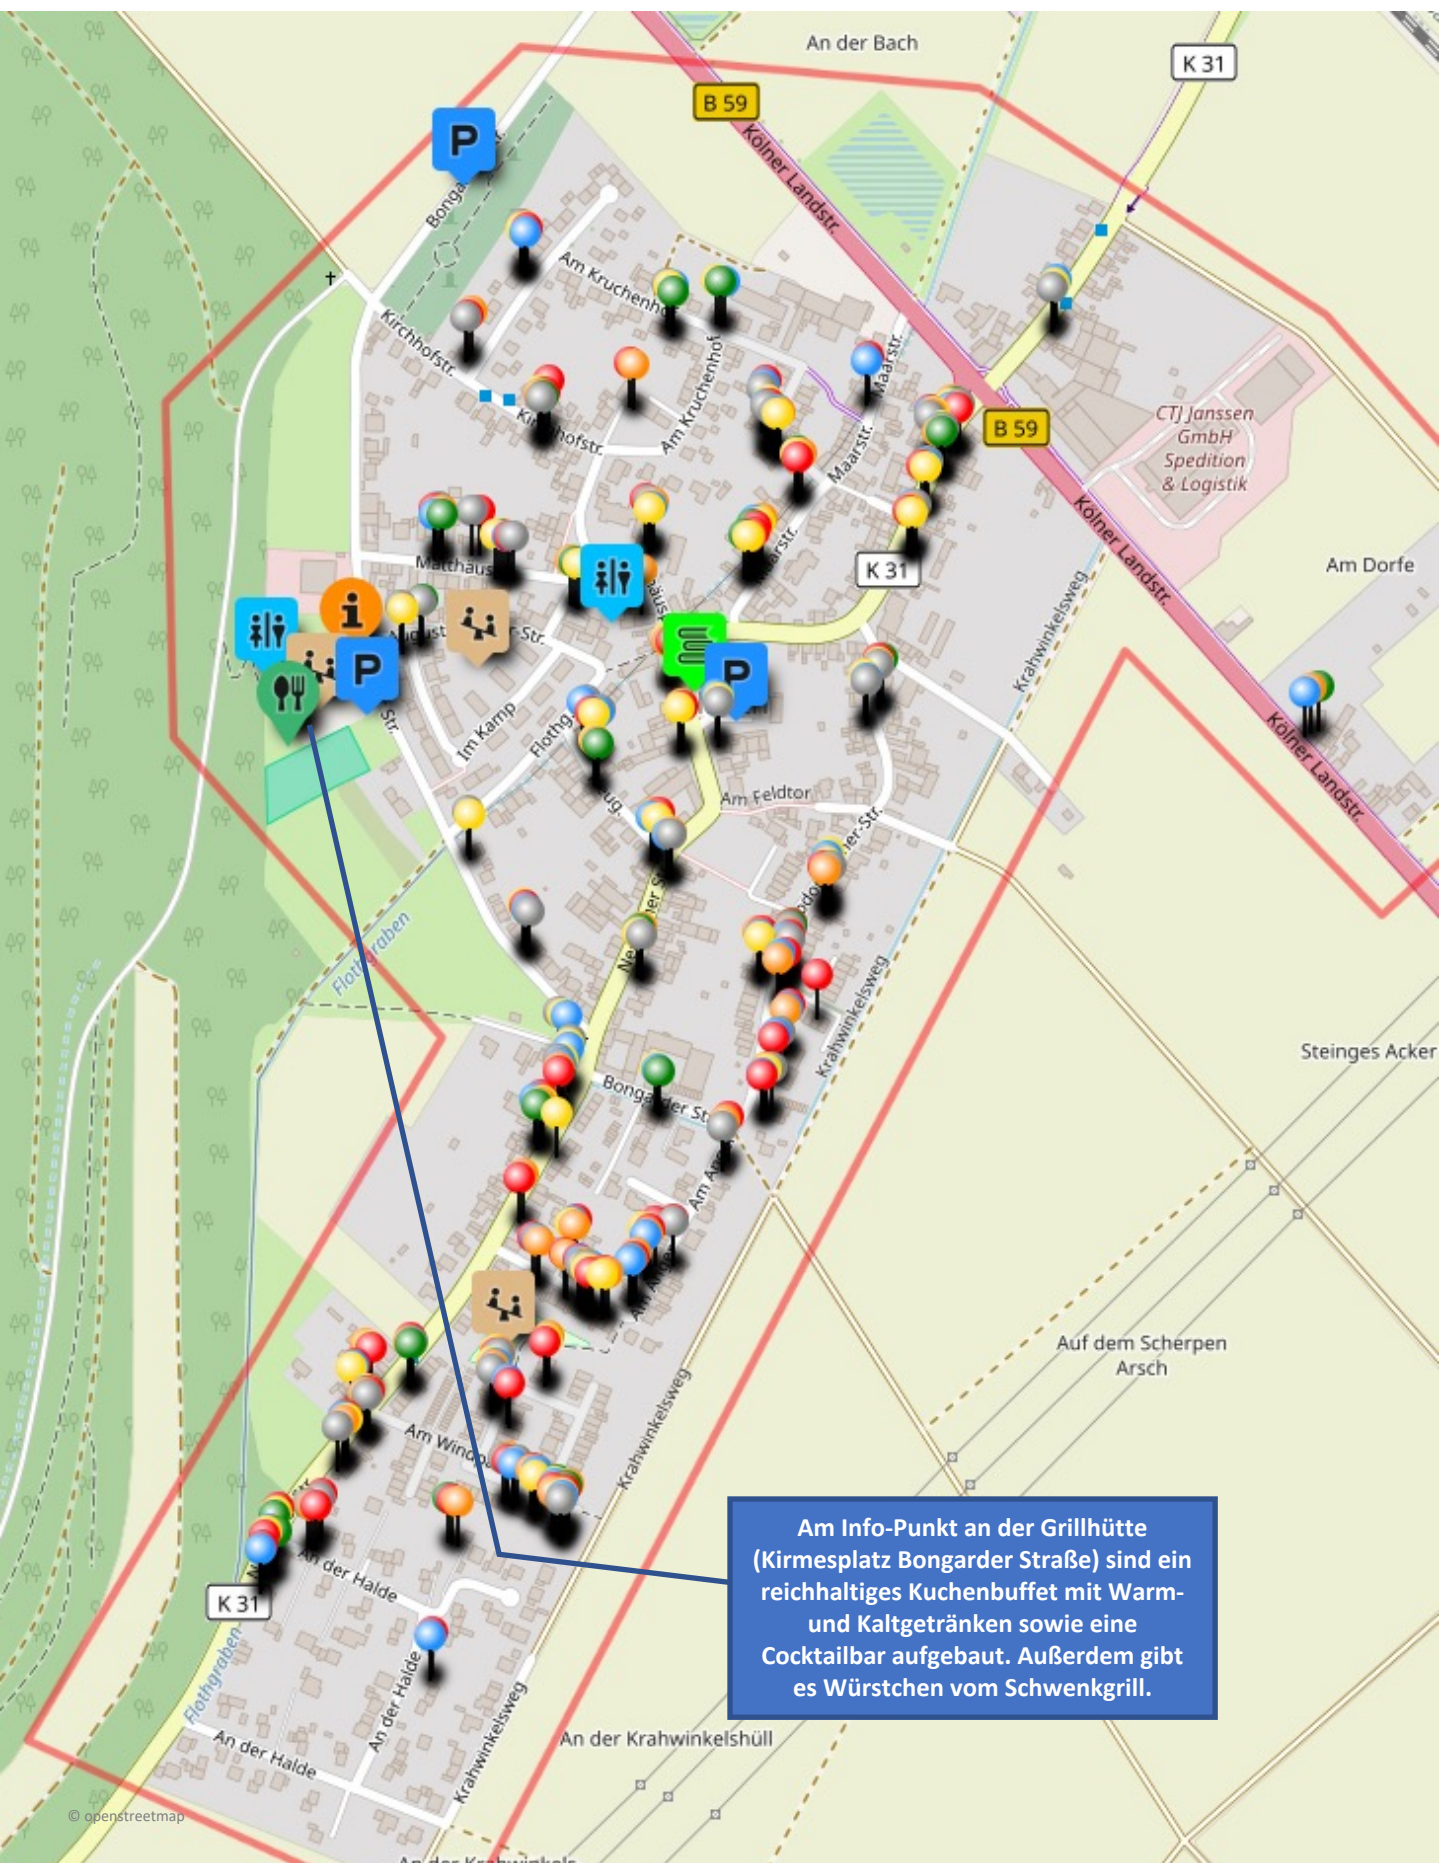 An der Bach
K 31
B 59
Kölner Landstr.
Am Kruchenhof
Kirchhofstr.
Maarstr.
Am Kruchenhof
B 59
CTJ Janssen
GmbH
Spedition
& Logistik
Maarstr.
Kölner Landstr.
K 31
Am Dorfe
Krahwinkelsweg
P
i
P
P
Str.
Im Kamp
Kölner Landstr.
Am Feldtor
Flothgraben
Krahwinkelsweg
Steinges Acker
Bongarder St
Auf dem Scherpen
Arsch
Krahwinkelsweg
An der Halde
K 31
Am Info-Punkt an der Grillhütte
(Kirmesplatz Bongarder Straße) sind ein
reichhaltiges Kuchenbuffet mit Warm-
und Kaltgetränken sowie eine
Cocktailbar aufgebaut. Außerdem gibt
es Würstchen vom Schwenkgrill.
Flothgraben
An der Halde
An der Halde
Krahwinkelsweg
An der Krahwinkelshüll
© openstreetmap